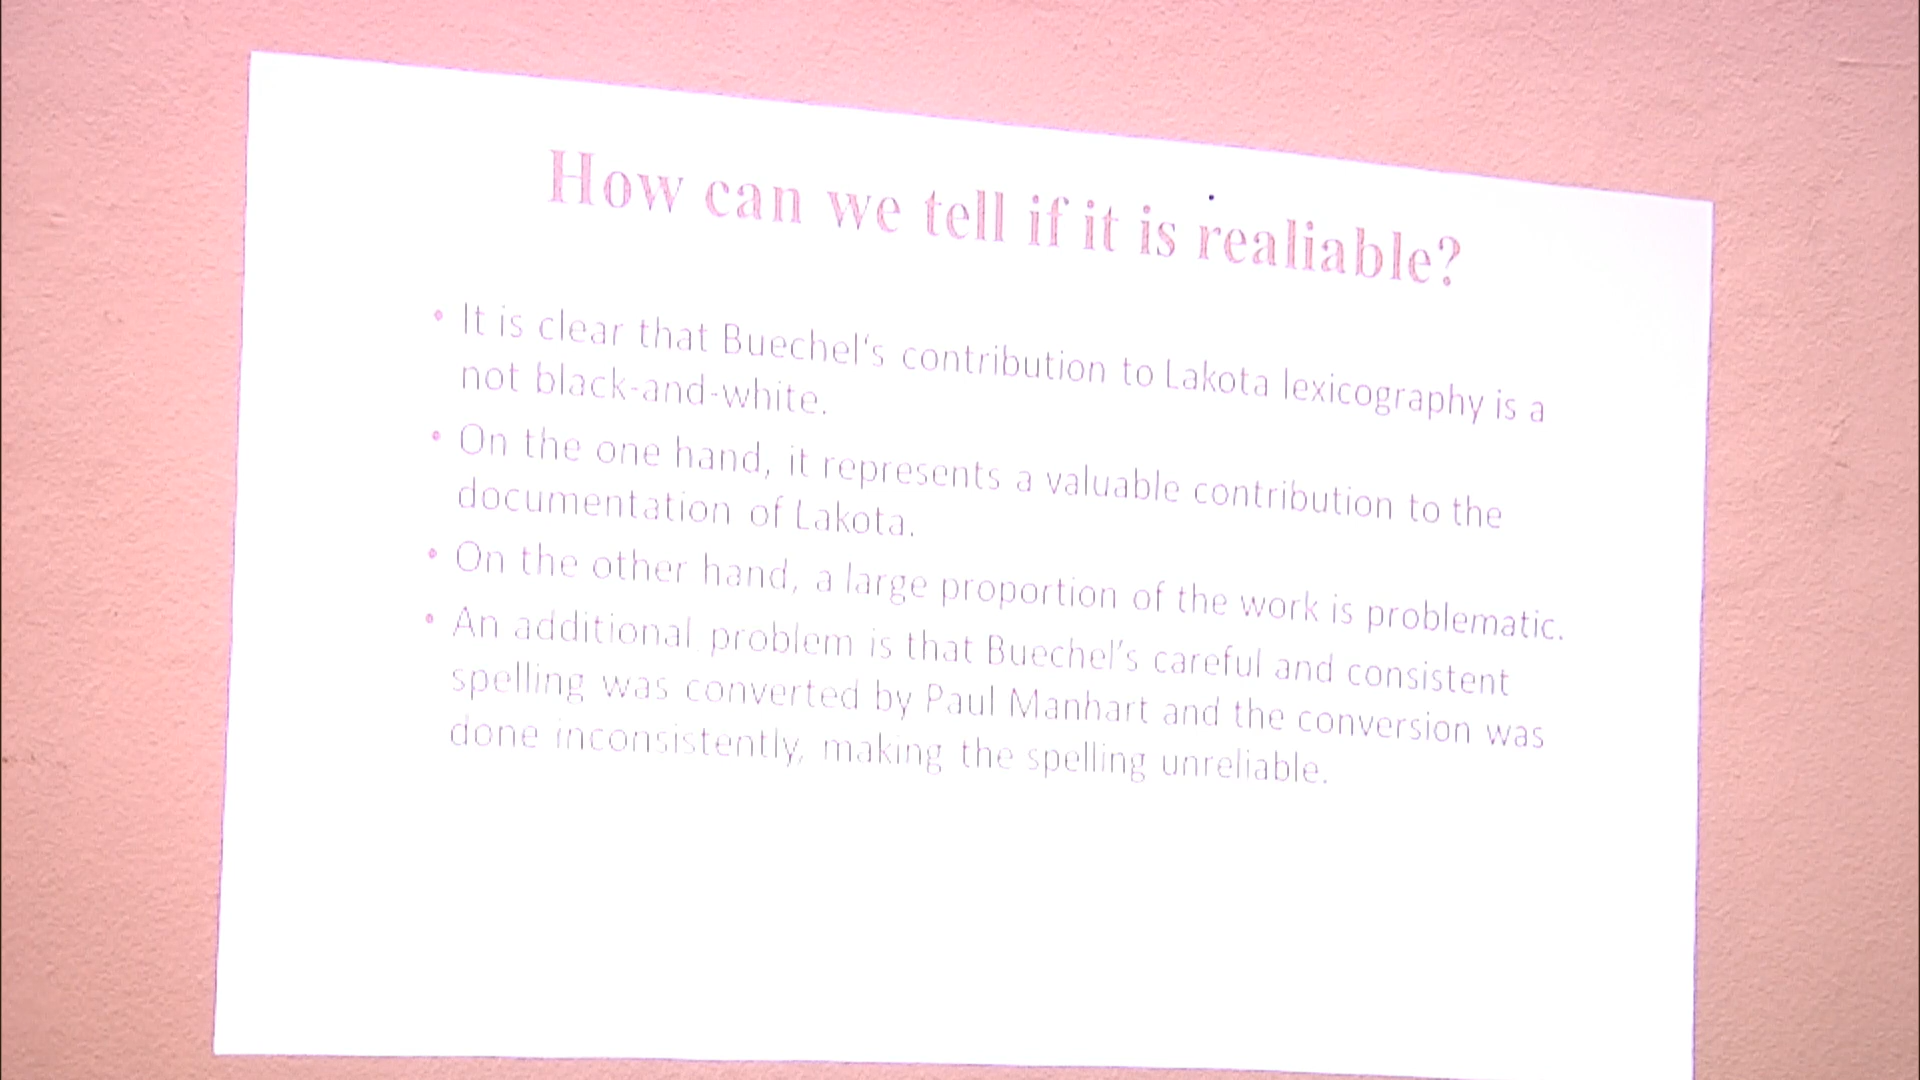 How can we tell if it is realiable?
• It is clear that Buechel's contribution to Lakota lexicography is a
not black-and-white.
• On the one hand, it represents a valuable contribution to the
documentation of Lakota.
• On the other hand, a large proportion of the work is problematic.
• An additional problem is that Buechel's careful and consistent
spelling was converted by Paul Manhart and the conversion was
done inconsistently, making the spelling unreliable.